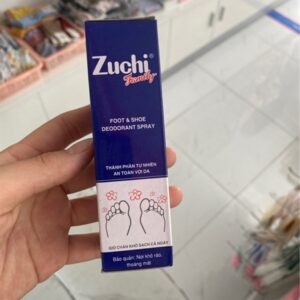 Zuchi®
Family
FOOT & SHOE
DEODORANT SPRAY
THÀNH PHẦN TỰ NHIÊN
AN TOÀN VỚI DA
GIỮ CHÂN KHÔ SẠCH CẢ NGÀY
Bảo quản: Nơi khô ráo,
thoáng mát